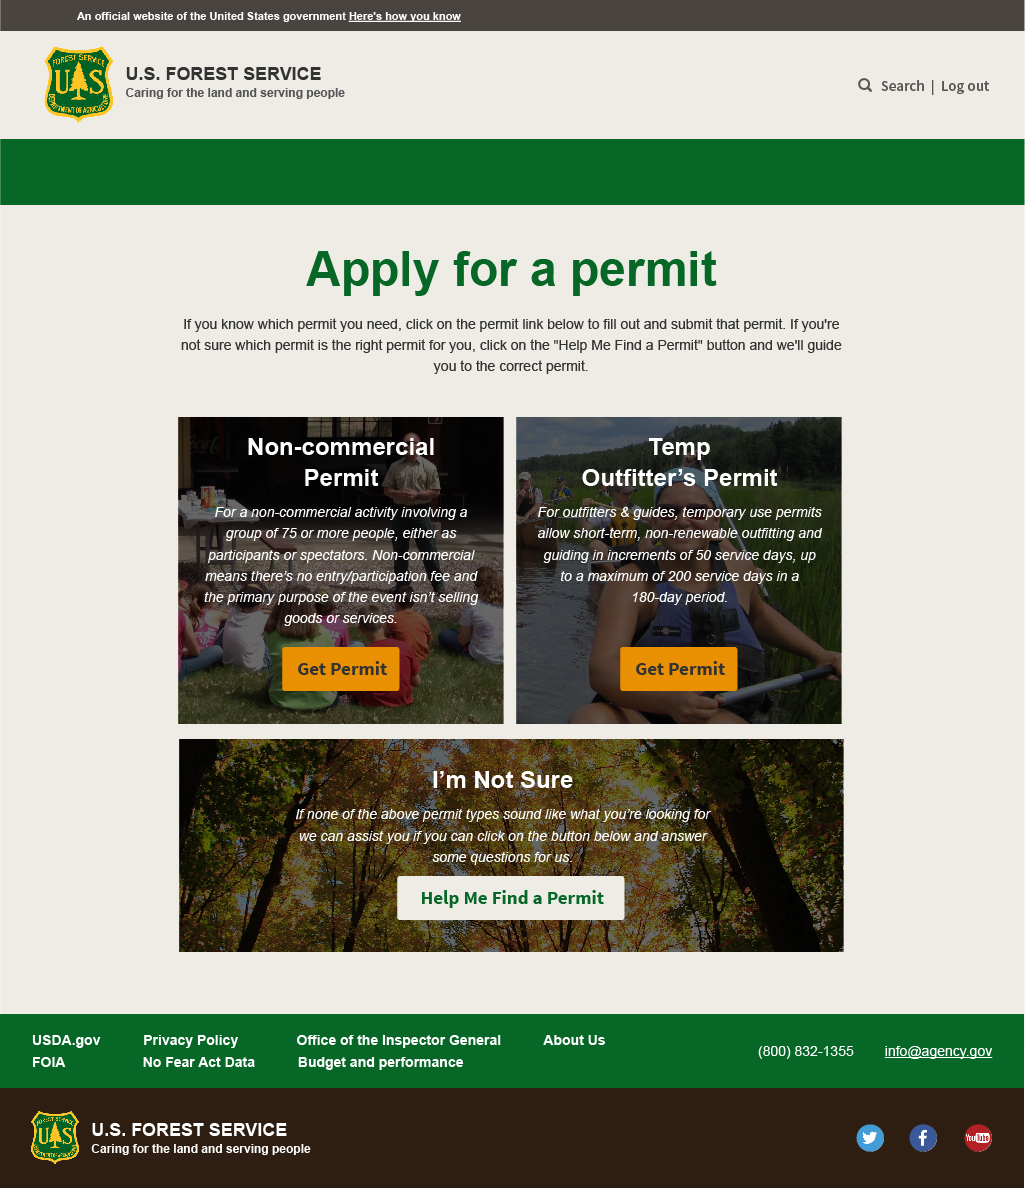 An official website of the United States government Here's how you know
FOREST SERVICE
UAS
DEPARTMENT OF AGRICULTURE
U.S. FOREST SERVICE
Caring for the land and serving people
Search | Log out
Apply for a permit
If you know which permit you need, click on the permit link below to fill out and submit that permit. If you're
not sure which permit is the right permit for you, click on the "Help Me Find a Permit" button and we'll guide
you to the correct permit.
Non-commercial
Permit
For a non-commercial activity involving a
group of 75 or more people, either as
participants or spectators. Non-commercial
means there’s no entry/participation fee and
the primary purpose of the event isn’t selling
goods or services.
Get Permit
Temp
Outfitter’s Permit
For outfitters & guides, temporary use permits
allow short-term, non-renewable outfitting and
guiding in increments of 50 service days, up
to a maximum of 200 service days in a
180-day period.
Get Permit
I’m Not Sure
If none of the above permit types sound like what you’re looking for
we can assist you if you can click on the button below and answer
some questions for us.
Help Me Find a Permit
USDA.gov Privacy Policy Office of the Inspector General About Us
FOIA No Fear Act Data Budget and performance
(800) 832-1355 info@agency.gov
FOREST SERVICE
UAS
DEPARTMENT OF AGRICULTURE
U.S. FOREST SERVICE
Caring for the land and serving people
YouTube